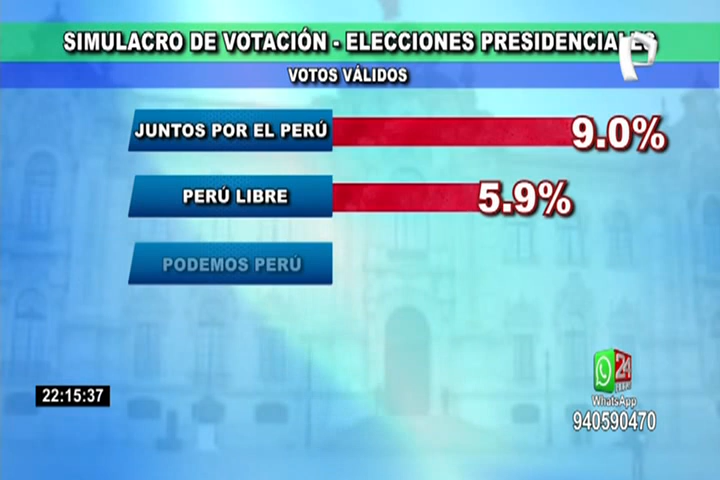 SIMULACRO DE VOTACIÓN - ELECCIONES PRESIDENCIALES
VOTOS VÁLIDOS
JUNTOS POR EL PERÚ 9.0%
PERÚ LIBRE 5.9%
PODEMOS PERÚ
22:15:37
24
WhatsApp
940590470